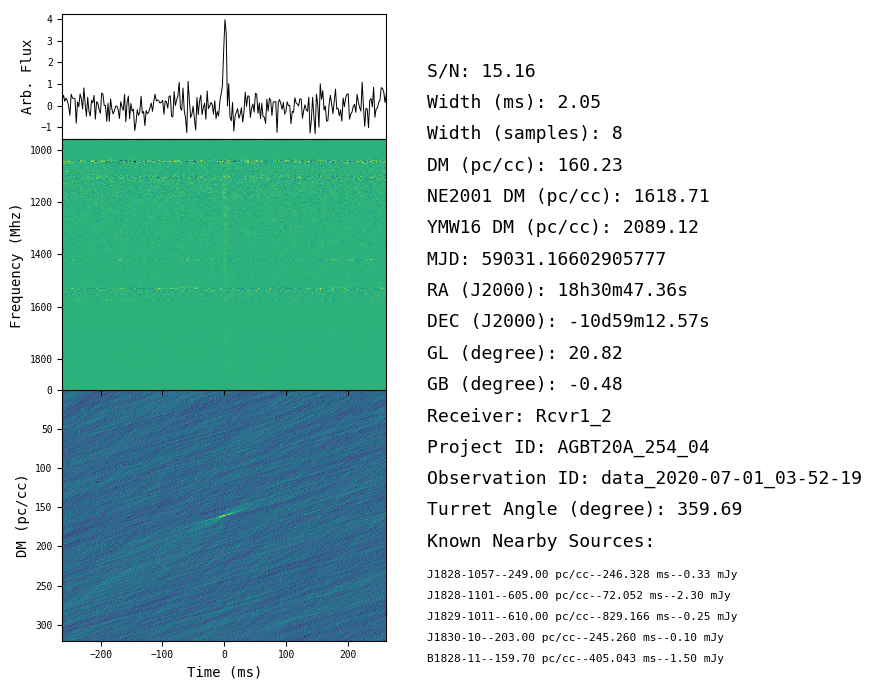 4
3
2
1
0
−1
Arb. Flux
1000
1200
1400
1600
1800
Frequency (Mhz)
0
50
100
150
200
250
300
DM (pc/cc)
−200
−100
0
100
200
Time (ms)
S/N: 15.16
Width (ms): 2.05
Width (samples): 8
DM (pc/cc): 160.23
NE2001 DM (pc/cc): 1618.71
YMW16 DM (pc/cc): 2089.12
MJD: 59031.16602905777
RA (J2000): 18h30m47.36s
DEC (J2000): -10d59m12.57s
GL (degree): 20.82
GB (degree): -0.48
Receiver: Rcvr1_2
Project ID: AGBT20A_254_04
Observation ID: data_2020-07-01_03-52-19
Turret Angle (degree): 359.69
Known Nearby Sources:
J1828-1057--249.00 pc/cc--246.328 ms--0.33 mJy
J1828-1101--605.00 pc/cc--72.052 ms--2.30 mJy
J1829-1011--610.00 pc/cc--829.166 ms--0.25 mJy
J1830-10--203.00 pc/cc--245.260 ms--0.10 mJy
B1828-11--159.70 pc/cc--405.043 ms--1.50 mJy